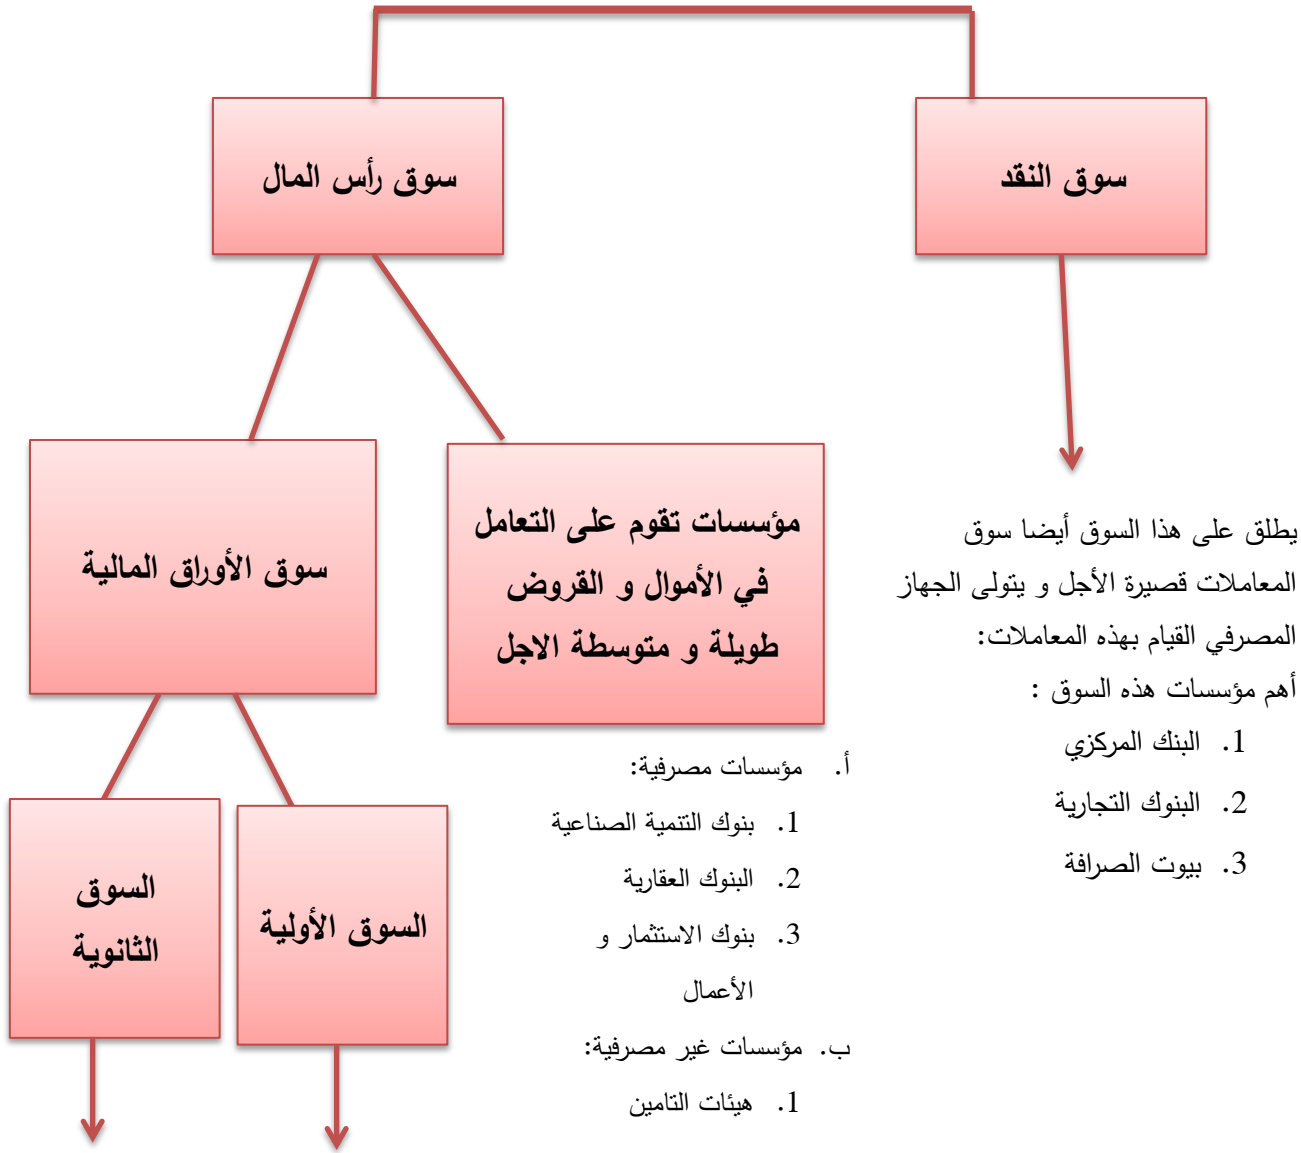 سوق النقد
سوق رأس المال
يطلق على هذا السوق أيضا سوق
المعاملات قصيرة الأجل و يتولى الجهاز
المصرفي القيام بهذه المعاملات:
أهم مؤسسات هذه السوق :
1. البنك المركزي
2. البنوك التجارية
3. بيوت الصرافة
مؤسسات تقوم على التعامل
في الأموال و القروض
طويلة و متوسطة الاجل
أ. مؤسسات مصرفية:
1. بنوك التنمية الصناعية
2. البنوك العقارية
3. بنوك الاستثمار و
الأعمال
ب. مؤسسات غير مصرفية:
1. هيئات التامين
سوق الأوراق المالية
السوق الأولية
السوق
الثانوية